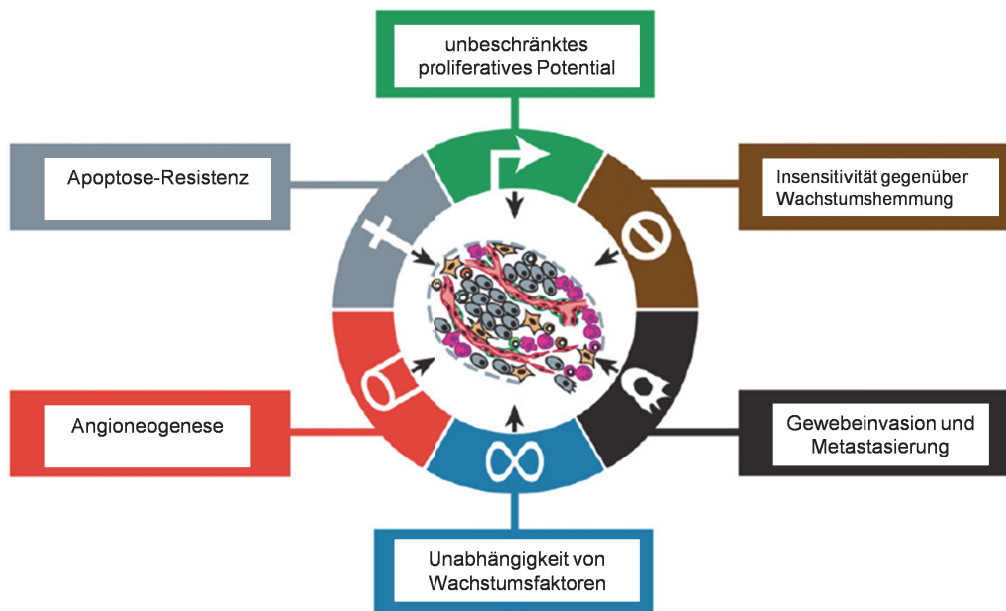 unbeschränktes
proliferatives Potential
Apoptose-Resistenz
Insensitivität gegenüber
Wachstumshemmung
Angioneogenese
Gewebeinvasion und
Metastasierung
Unabhängigkeit von
Wachstumsfaktoren